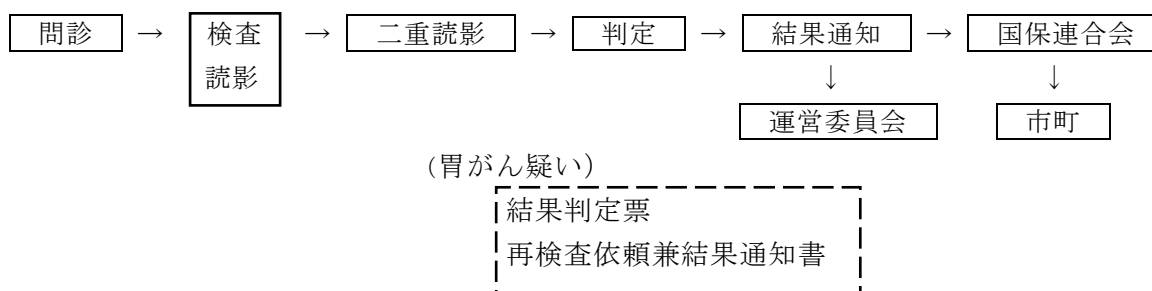 問診 → 検査 → 二重読影 → 判定 → 結果通知 → 国保連合会
読影 ↓ ↓
運営委員会 市町
(胃がん疑い)
結果判定票
再検査依頼兼結果通知書